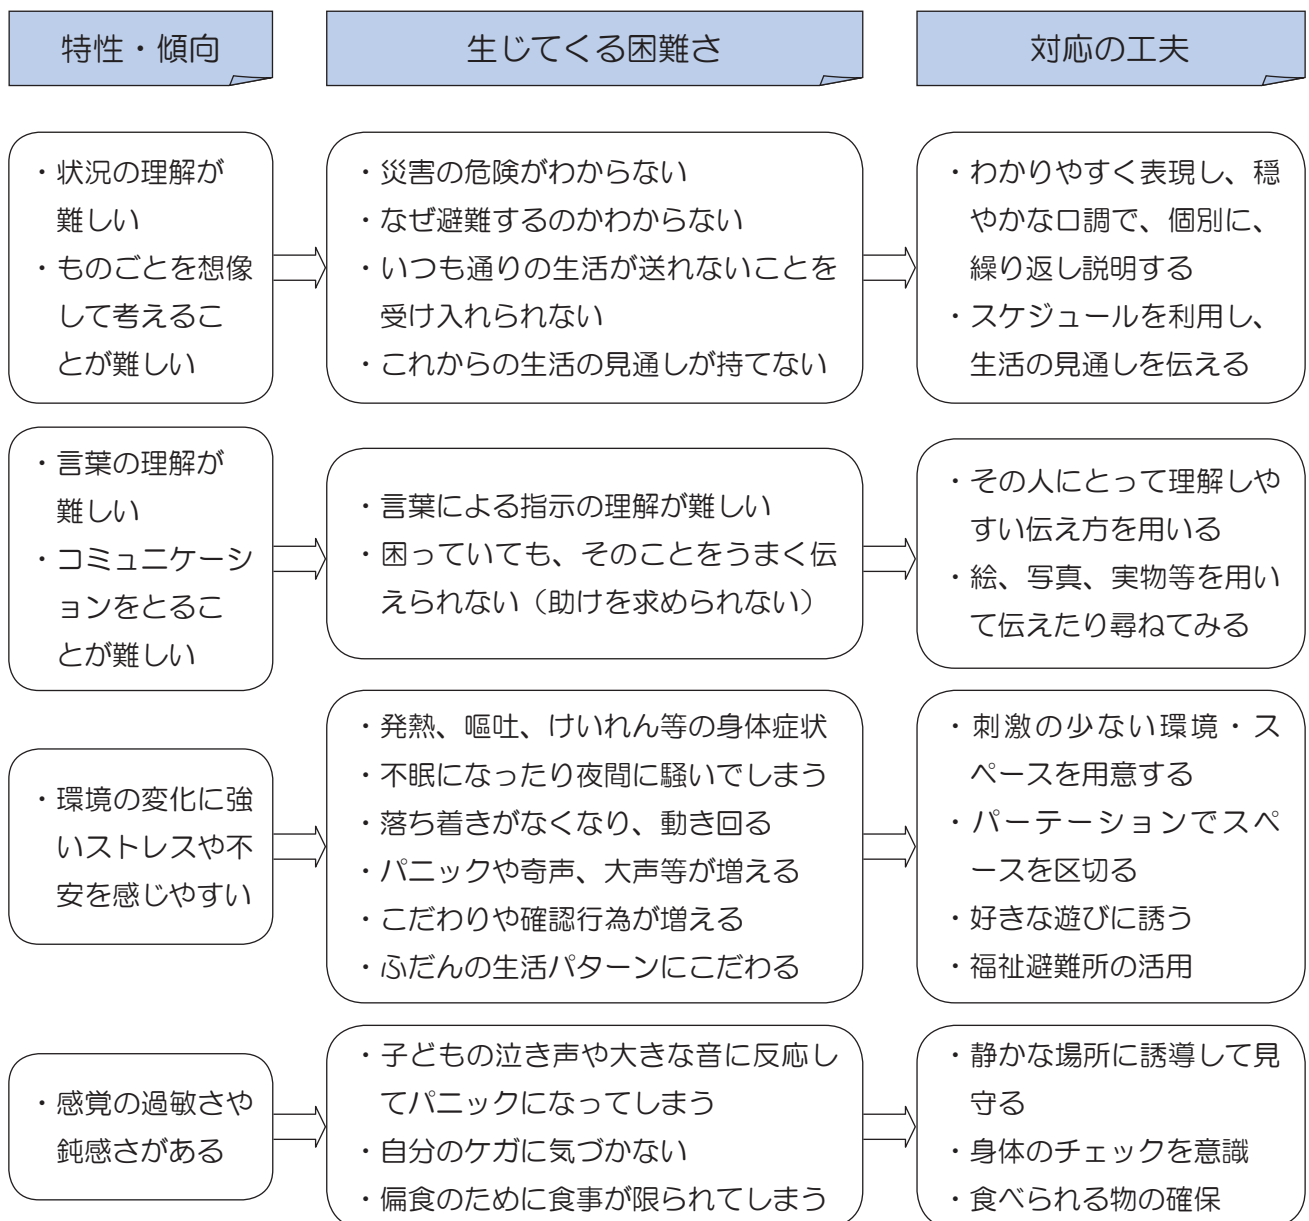 特性・傾向
生じてくる困難さ
対応の工夫
・状況の理解が
難しい
・ものごとを想像
して考えるこ
とが難しい
・災害の危険がわからない
・なぜ避難するのかわからない
・いつも通りの生活が送れないことを
受け入れられない
・これからの生活の見通しが持てない
・わかりやすく表現し、穏
やかな口調で、個別に、
繰り返し説明する
・スケジュールを利用し、
生活の見通しを伝える
・言葉の理解が
難しい
・コミュニケーシ
ョンをとるこ
とが難しい
・言葉による指示の理解が難しい
・困っていても、そのことをうまく伝
えられない（助けを求められない）
・その人にとって理解しや
すい伝え方を用いる
・絵、写真、実物等を用い
て伝えたり尋ねてみる
・環境の変化に強
いストレスや不
安を感じやすい
・発熱、嘔吐、けいれん等の身体症状
・不眠になったり夜間に騒いでしまう
・落ち着きがなくなり、動き回る
・パニックや奇声、大声等が増える
・こだわりや確認行為が増える
・ふだんの生活パターンにこだわる
・刺激の少ない環境・ス
ペースを用意する
・パーテーションでスペ
ースを区切る
・好きな遊びに誘う
・福祉避難所の活用
・感覚の過敏さや
鈍感さがある
・子どもの泣き声や大きな音に反応し
てパニックになってしまう
・自分のケガに気づかない
・偏食のために食事が限られてしまう
・静かな場所に誘導して見
守る
・身体のチェックを意識
・食べられる物の確保